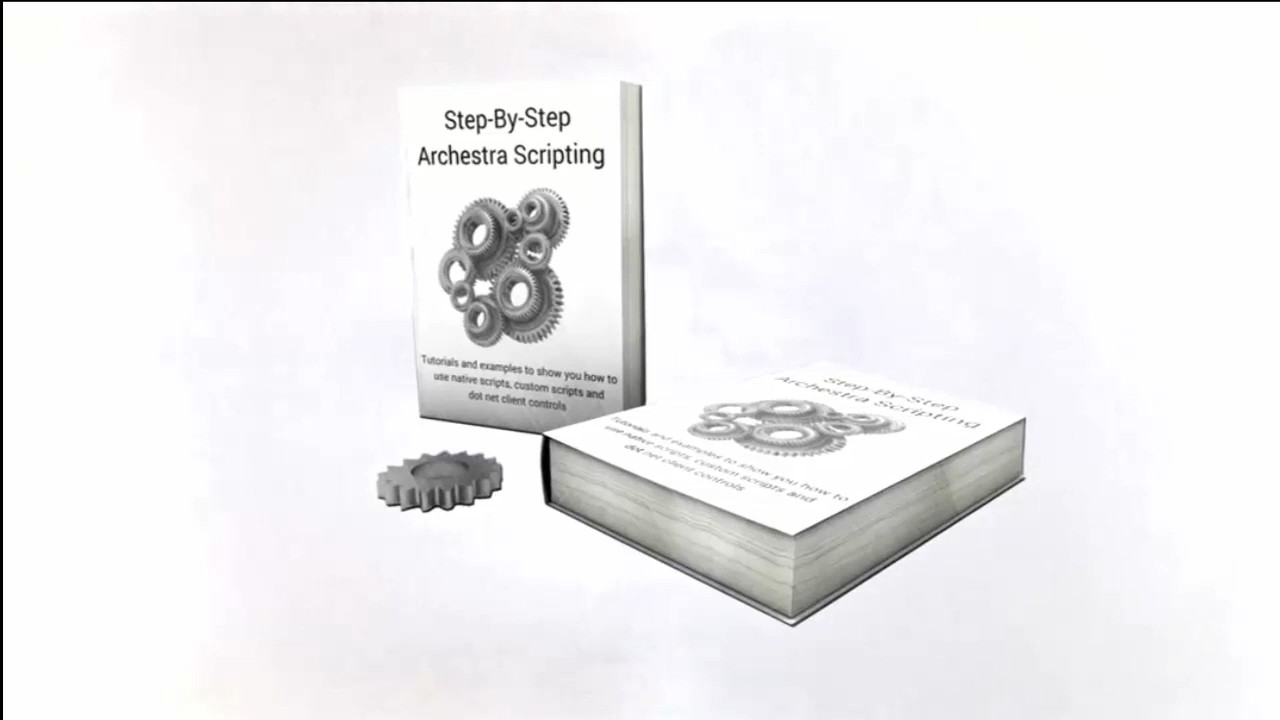 Step-By-Step
Archestra Scripting
Tutorials and examples to show you how to
use native scripts, custom scripts and
dot net client controls
Step-By-Step
Archestra Scripting
Tutorials and examples to show you how to
use native scripts, custom scripts and
dot net client controls